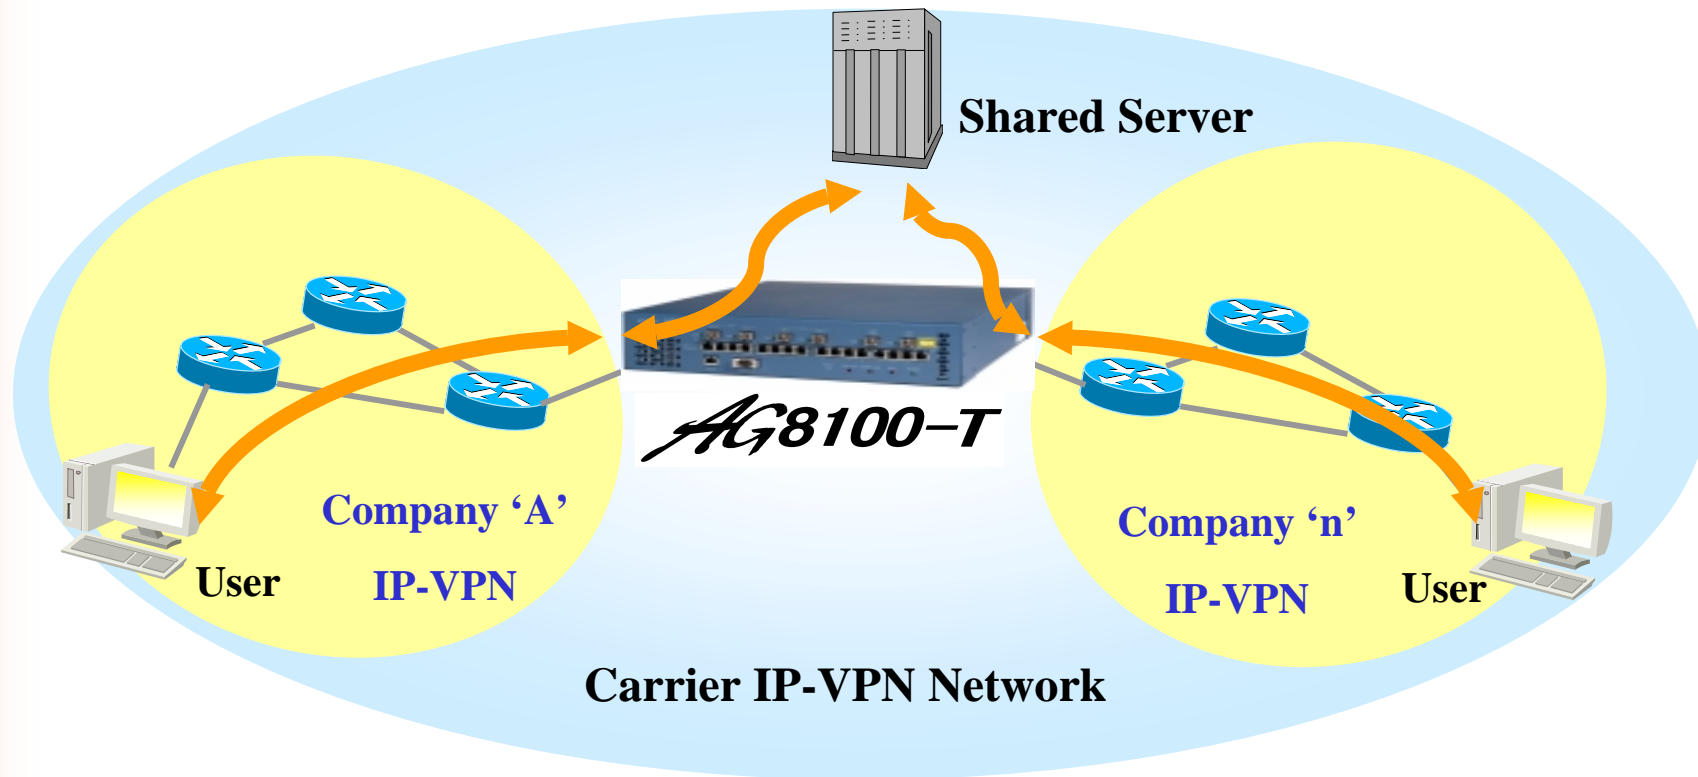 Shared Server
AG8100-T
Company ‘A’
IP-VPN
User
Company ‘n’
IP-VPN
User
Carrier IP-VPN Network